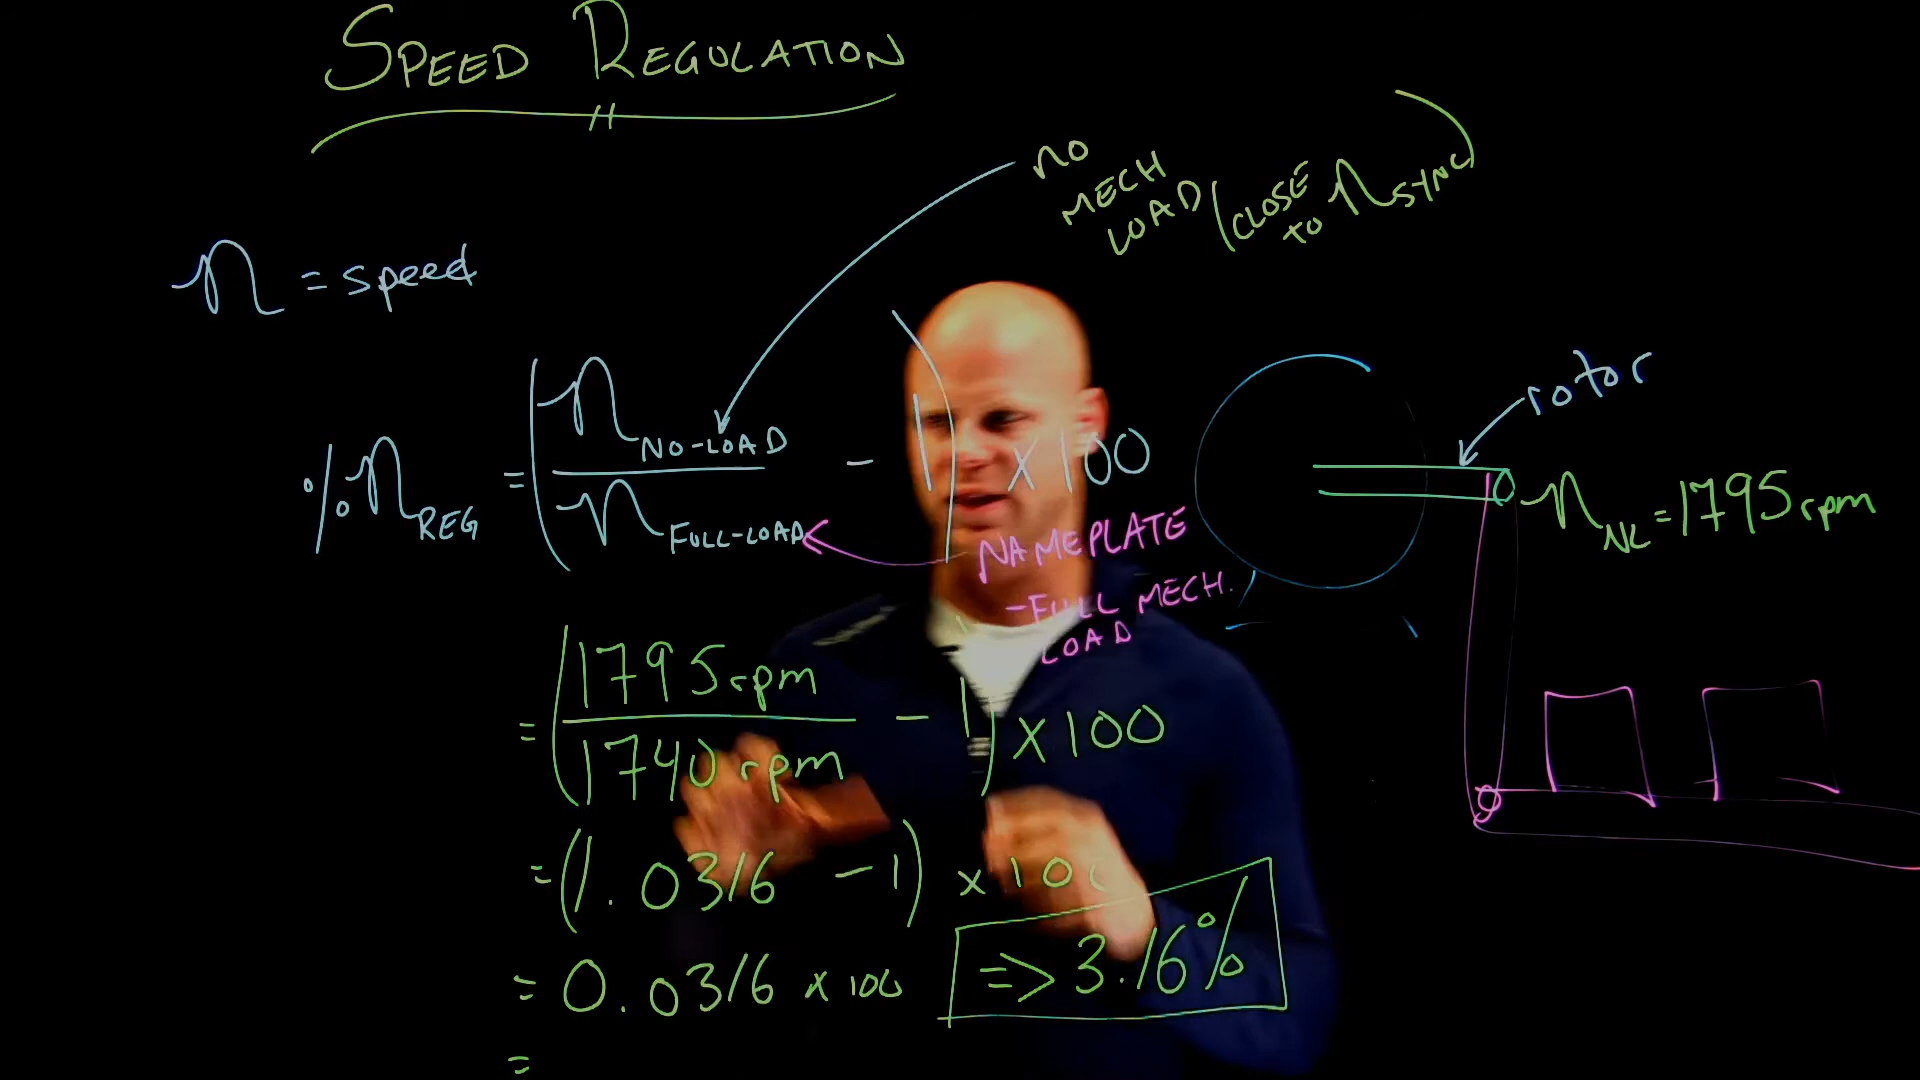 SPEED REGULATION
n = speed
no
MECH
LOAD (CLOSE
TO n SYNC)
%n REG = (n NO-LOAD / n FULL-LOAD - 1) x 100
rotor
n NL = 1795 rpm
NAMEPLATE
- FULL MECH.
LOAD
= (1795 rpm / 1740 rpm - 1) x 100
= (1.0316 - 1) x 100
= 0.0316 x 100 => 3.16%
=